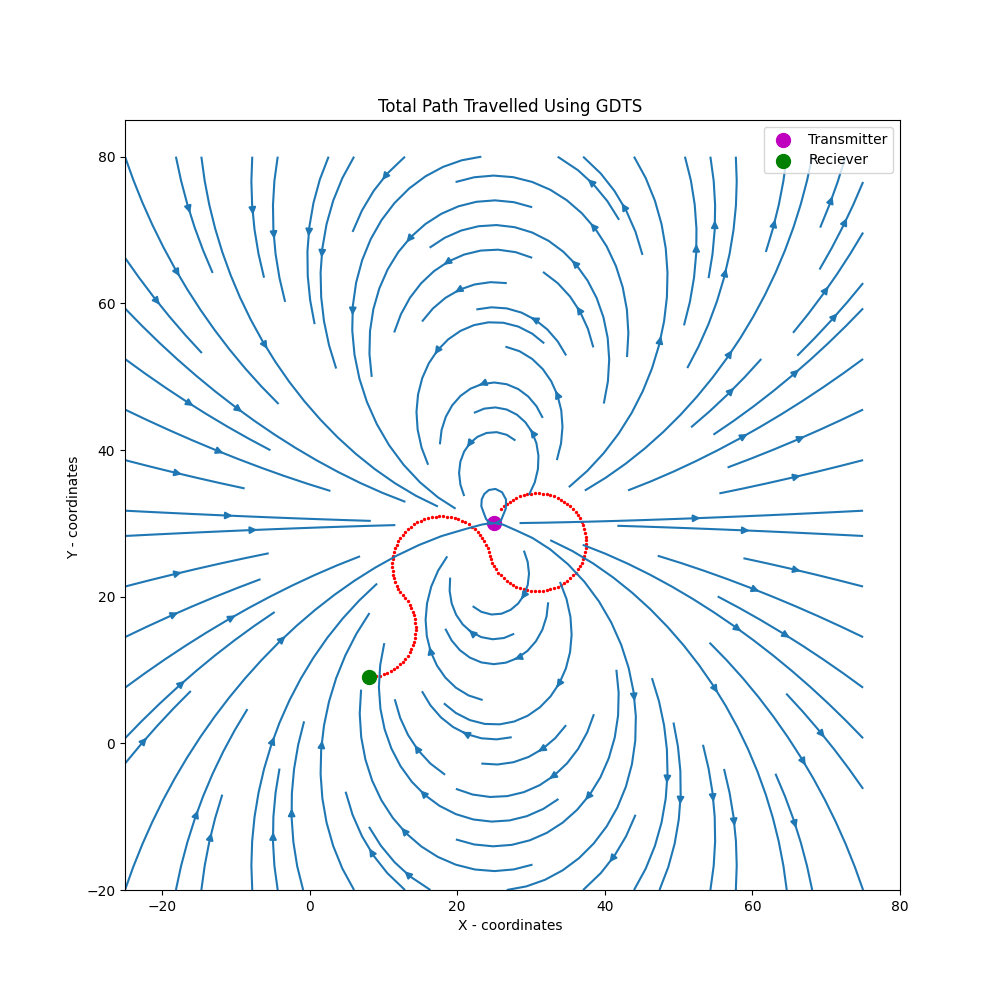 Total Path Travelled Using GDTS
Transmitter
Reciever
80
60
40
20
0
−20
−20 0 20 40 60 80
Y - coordinates
X - coordinates